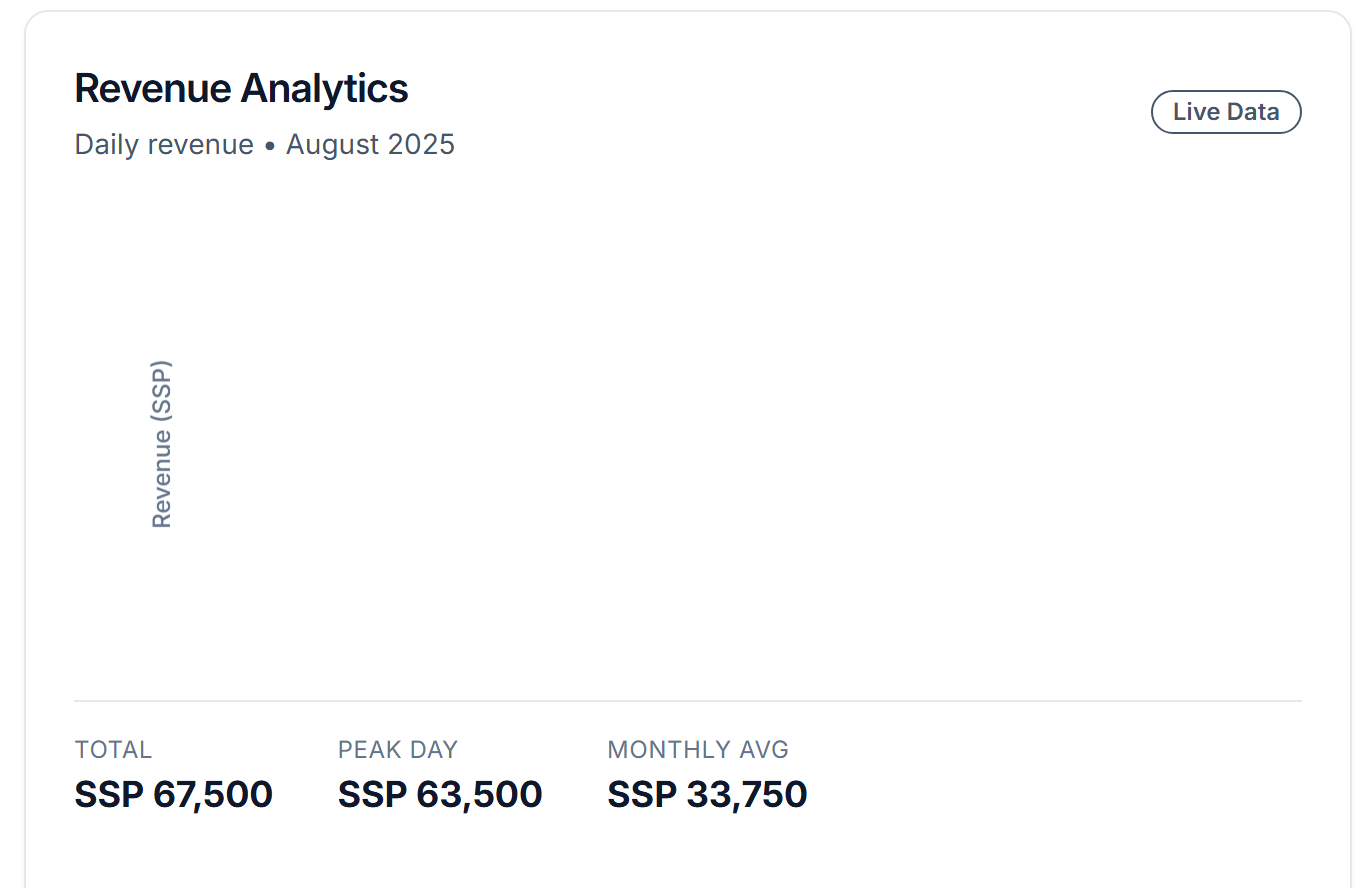 Revenue Analytics
Daily revenue • August 2025
Live Data
Revenue (SSP)
TOTAL
SSP 67,500
PEAK DAY
SSP 63,500
MONTHLY AVG
SSP 33,750